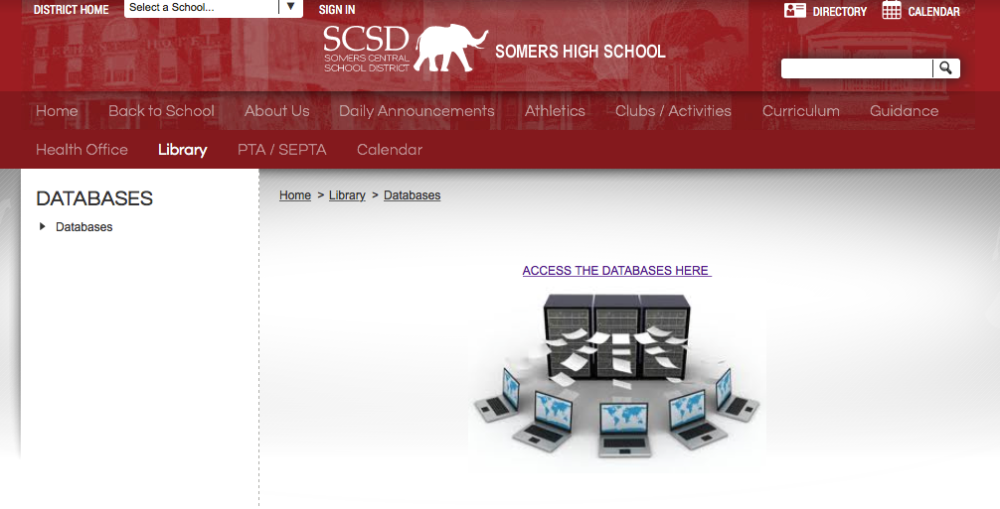 DISTRICT HOME
Select a School...
SIGN IN
DIRECTORY
CALENDAR
SCSD
SOMERS CENTRAL
SCHOOL DISTRICT
SOMERS HIGH SCHOOL
Home Back to School About Us Daily Announcements Athletics Clubs / Activities Curriculum Guidance
Health Office Library PTA / SEPTA Calendar
DATABASES
Databases
Home > Library > Databases
ACCESS THE DATABASES HERE